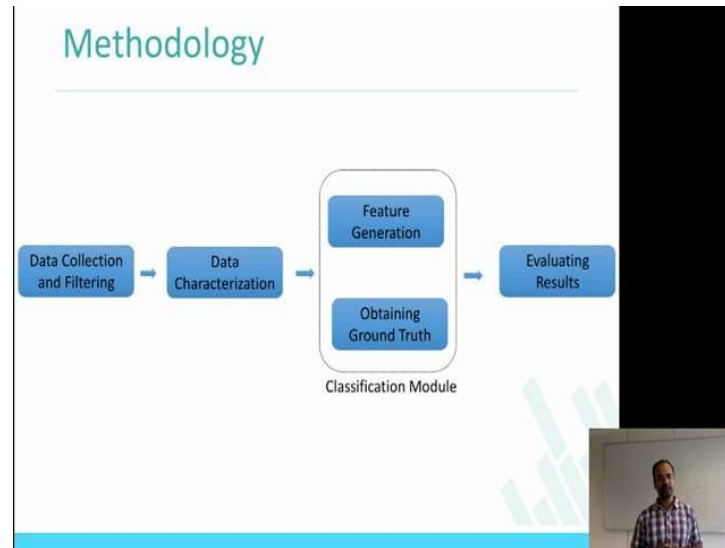 Methodology
Data Collection
and Filtering
Data
Characterization
Feature
Generation
Obtaining
Ground Truth
Classification Module
Evaluating
Results